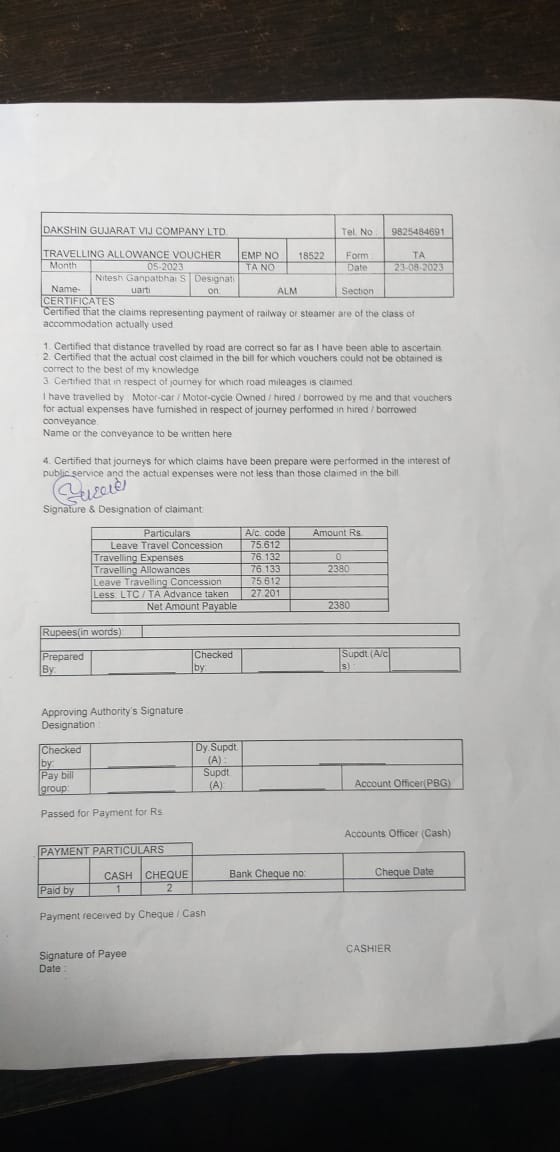 DAKSHIN GUJARAT VIJ COMPANY LTD. Tel. No. 9825484691
TRAVELLING ALLOWANCE VOUCHER EMP NO 18522 Form TA
Month 05-2023 TA NO Date 23-08-2023
Name- Nitesh Ganpatbhai S uarti Designati on. ALM Section
CERTIFICATES
Certified that the claims representing payment of railway or steamer are of the class of
accommodation actually used.
1. Certified that distance travelled by road are correct so far as I have been able to ascertain.
2. Certified that the actual cost claimed in the bill for which vouchers could not be obtained is
correct to the best of my knowledge
3. Certified that in respect of journey for which road mileages is claimed.
I have travelled by : Motor-car / Motor-cycle Owned / hired / borrowed by me and that vouchers
for actual expenses have furnished in respect of journey performed in hired / borrowed
conveyance.
Name or the conveyance to be written here
4. Certified that journeys for which claims have been prepare were performed in the interest of
public service and the actual expenses were not less than those claimed in the bill.
Signature & Designation of claimant:
Particulars A/c. code Amount Rs.
Leave Travel Concession 75.612
Travelling Expenses 76.132 0
Travelling Allowances 76.133 2380
Leave Travelling Concession 75.612
Less: LTC / TA Advance taken 27.201
Net Amount Payable 2380
Rupees(in words):
Prepared By: Checked by: Supdt.(A/c s) :
Approving Authority's Signature
Designation :
Checked by: Dy.Supdt. (A) :
Pay bill group: Supdt. (A): Account Officer(PBG)
Passed for Payment for Rs.
Accounts Officer (Cash)
PAYMENT PARTICULARS
CASH CHEQUE Bank Cheque no: Cheque Date
Paid by 1 2
Payment received by Cheque / Cash
CASHIER
Signature of Payee
Date :